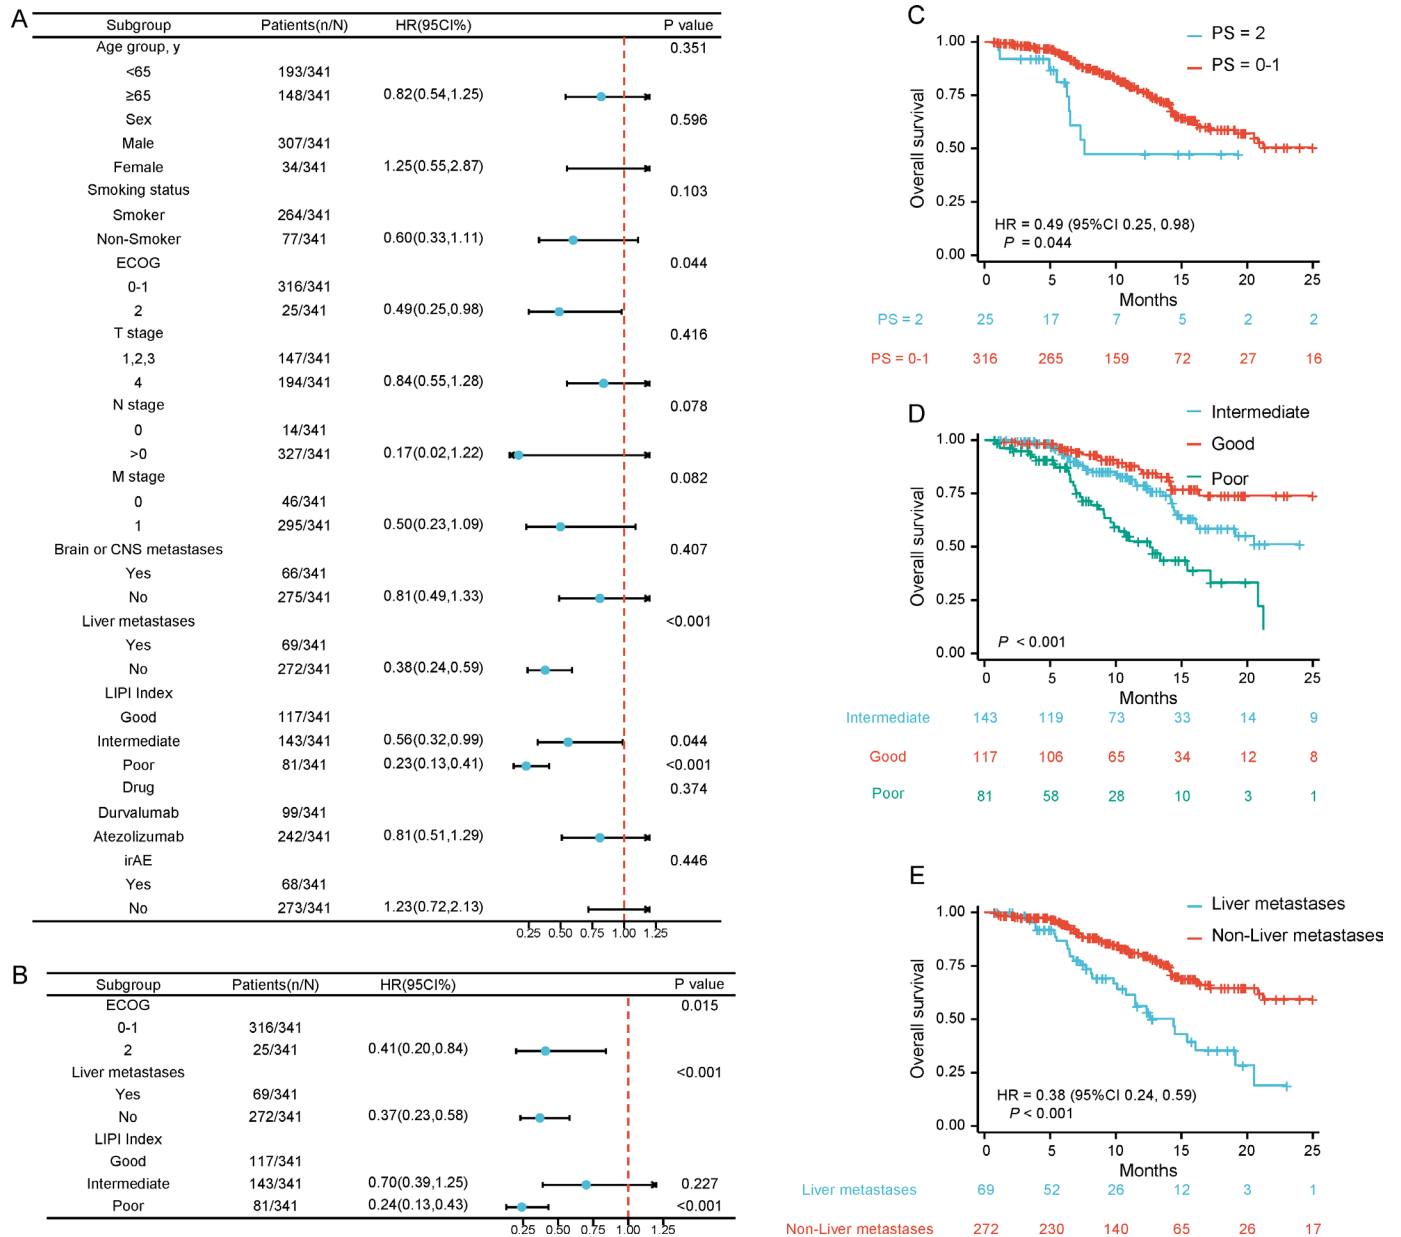 A
Subgroup Patients(n/N) HR(95CI%) P value
Age group, y 0.351
<65 193/341
≥65 148/341 0.82(0.54,1.25)
Sex 0.596
Male 307/341
Female 34/341 1.25(0.55,2.87)
Smoking status 0.103
Smoker 264/341
Non-Smoker 77/341 0.60(0.33,1.11)
ECOG 0.044
0-1 316/341
2 25/341 0.49(0.25,0.98)
T stage 0.416
1,2,3 147/341
4 194/341 0.84(0.55,1.28)
N stage 0.078
0 14/341
>0 327/341 0.17(0.02,1.22)
M stage 0.082
0 46/341
1 295/341 0.50(0.23,1.09)
Brain or CNS metastases 0.407
Yes 66/341
No 275/341 0.81(0.49,1.33)
Liver metastases <0.001
Yes 69/341
No 272/341 0.38(0.24,0.59)
LIPI Index
Good 117/341
Intermediate 143/341 0.56(0.32,0.99) 0.044
Poor 81/341 0.23(0.13,0.41) <0.001
Drug 0.374
Durvalumab 99/341
Atezolizumab 242/341 0.81(0.51,1.29)
irAE 0.446
Yes 68/341
No 273/341 1.23(0.72,2.13)
0.25 0.50 0.75 1.00 1.25
B
Subgroup Patients(n/N) HR(95CI%) P value
ECOG 0.015
0-1 316/341
2 25/341 0.41(0.20,0.84)
Liver metastases <0.001
Yes 69/341
No 272/341 0.37(0.23,0.58)
LIPI Index
Good 117/341
Intermediate 143/341 0.70(0.39,1.25) 0.227
Poor 81/341 0.24(0.13,0.43) <0.001
0.25 0.50 0.75 1.00 1.25
C
PS = 2
PS = 0-1
Overall survival
1.00
0.75
0.50
0.25
0.00
HR = 0.49 (95%CI 0.25, 0.98)
P = 0.044
0 5 10 15 20 25
Months
PS = 2 25 17 7 5 2 2
PS = 0-1 316 265 159 72 27 16
D
Intermediate
Good
Poor
Overall survival
1.00
0.75
0.50
0.25
0.00
P < 0.001
0 5 10 15 20 25
Months
Intermediate 143 119 73 33 14 9
Good 117 106 65 34 12 8
Poor 81 58 28 10 3 1
E
Liver metastases
Non-Liver metastases
Overall survival
1.00
0.75
0.50
0.25
0.00
HR = 0.38 (95%CI 0.24, 0.59)
P < 0.001
0 5 10 15 20 25
Months
Liver metastases 69 52 26 12 3 1
Non-Liver metastases 272 230 140 65 26 17